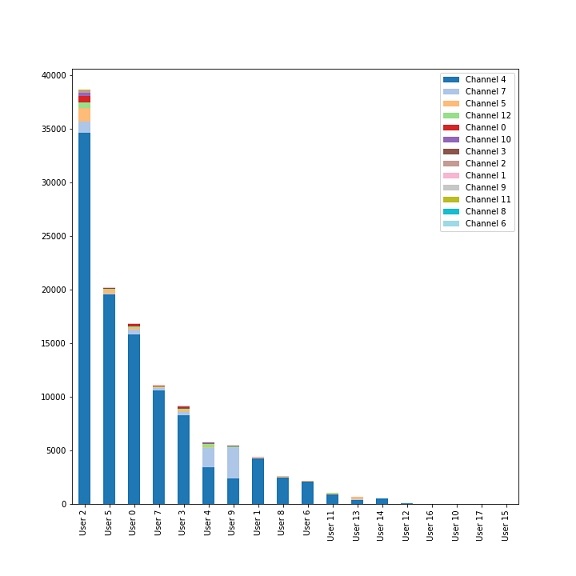 40000
35000
30000
25000
20000
15000
10000
5000
0
Channel 4
Channel 7
Channel 5
Channel 12
Channel 0
Channel 10
Channel 3
Channel 2
Channel 1
Channel 9
Channel 11
Channel 8
Channel 6
User 2
User 5
User 0
User 7
User 3
User 4
User 9
User 1
User 8
User 6
User 11
User 13
User 14
User 12
User 16
User 10
User 17
User 15